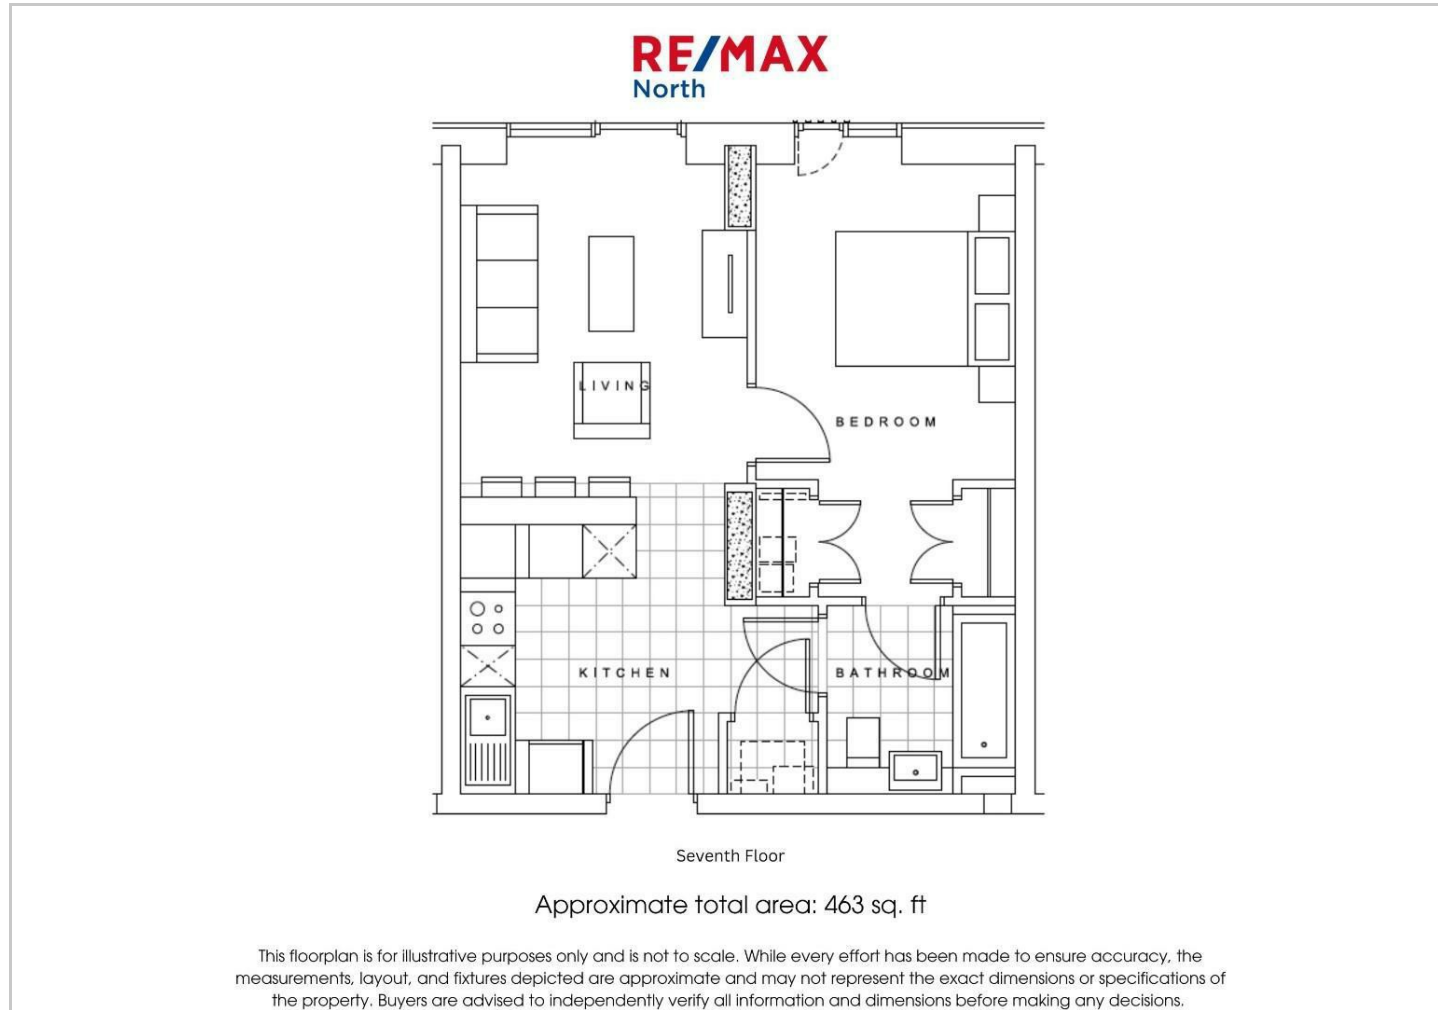 RE/MAX
North
LIVING
BEDROOM
KITCHEN
BATHROOM
Seventh Floor
Approximate total area: 463 sq. ft
This floorplan is for illustrative purposes only and is not to scale. While every effort has been made to ensure accuracy, the
measurements, layout, and fixtures depicted are approximate and may not represent the exact dimensions or specifications of
the property. Buyers are advised to independently verify all information and dimensions before making any decisions.